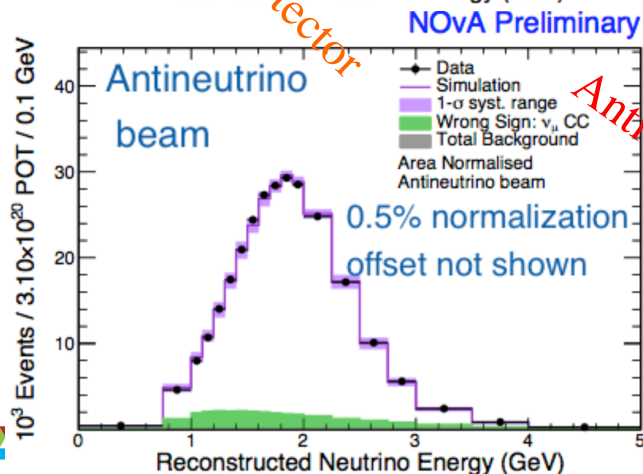 NOvA Preliminary
Antineutrino
beam
Data
Simulation
1-σ syst. range
Wrong Sign: νμ CC
Total Background
Area Normalised
Antineutrino beam
0.5% normalization
offset not shown
10³ Events / 3.10×10²⁰ POT / 0.1 GeV
40
30
20
10
0 1 2 3 4 5
Reconstructed Neutrino Energy (GeV)